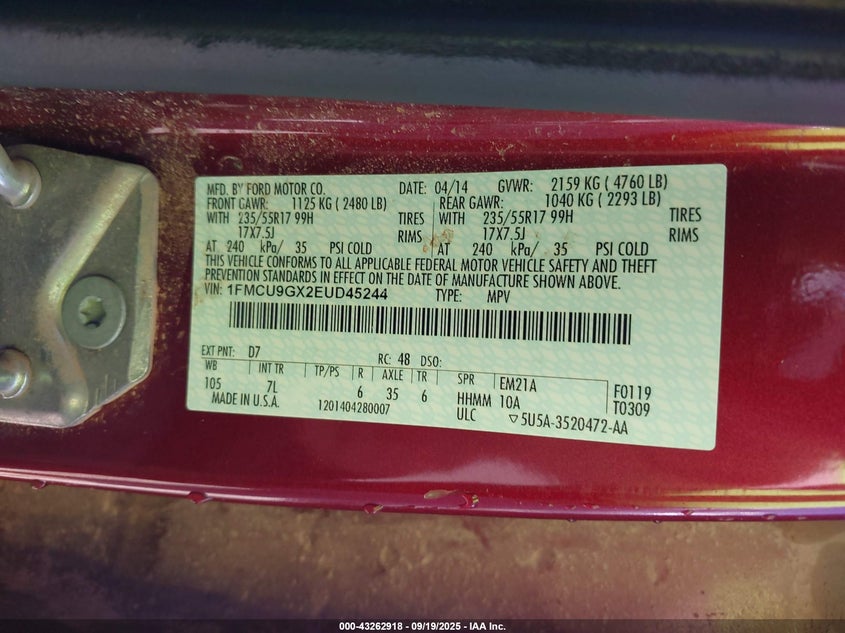 MFD. BY FORD MOTOR CO. DATE: 04/14 GVWR: 2159 KG ( 4760 LB)
FRONT GAWR: 1125 KG ( 2480 LB) REAR GAWR: 1040 KG ( 2293 LB)
WITH 235/55R17 99H TIRES WITH 235/55R17 99H TIRES
17X7.5J RIMS 17X7.5J RIMS
AT 240 kPa/ 35 PSI COLD AT 240 kPa/ 35 PSI COLD
THIS VEHICLE CONFORMS TO ALL APPLICABLE FEDERAL MOTOR VEHICLE SAFETY AND THEFT
PREVENTION STANDARDS IN EFFECT ON THE DATE OF MANUFACTURE SHOWN ABOVE.
VIN: 1FMCU9GX2EUD45244 TYPE: MPV
EXT PNT: D7 RC: 48 DSO:
WB INT TR TP/PS R AXLE TR SPR EM21A F0119
105 7L 6 35 6 HHMM 10A T0309
MADE IN U.S.A. 1201404280007 ULC ▽5U5A-3520472-AA
000-43262918 - 09/19/2025 - IAA Inc.